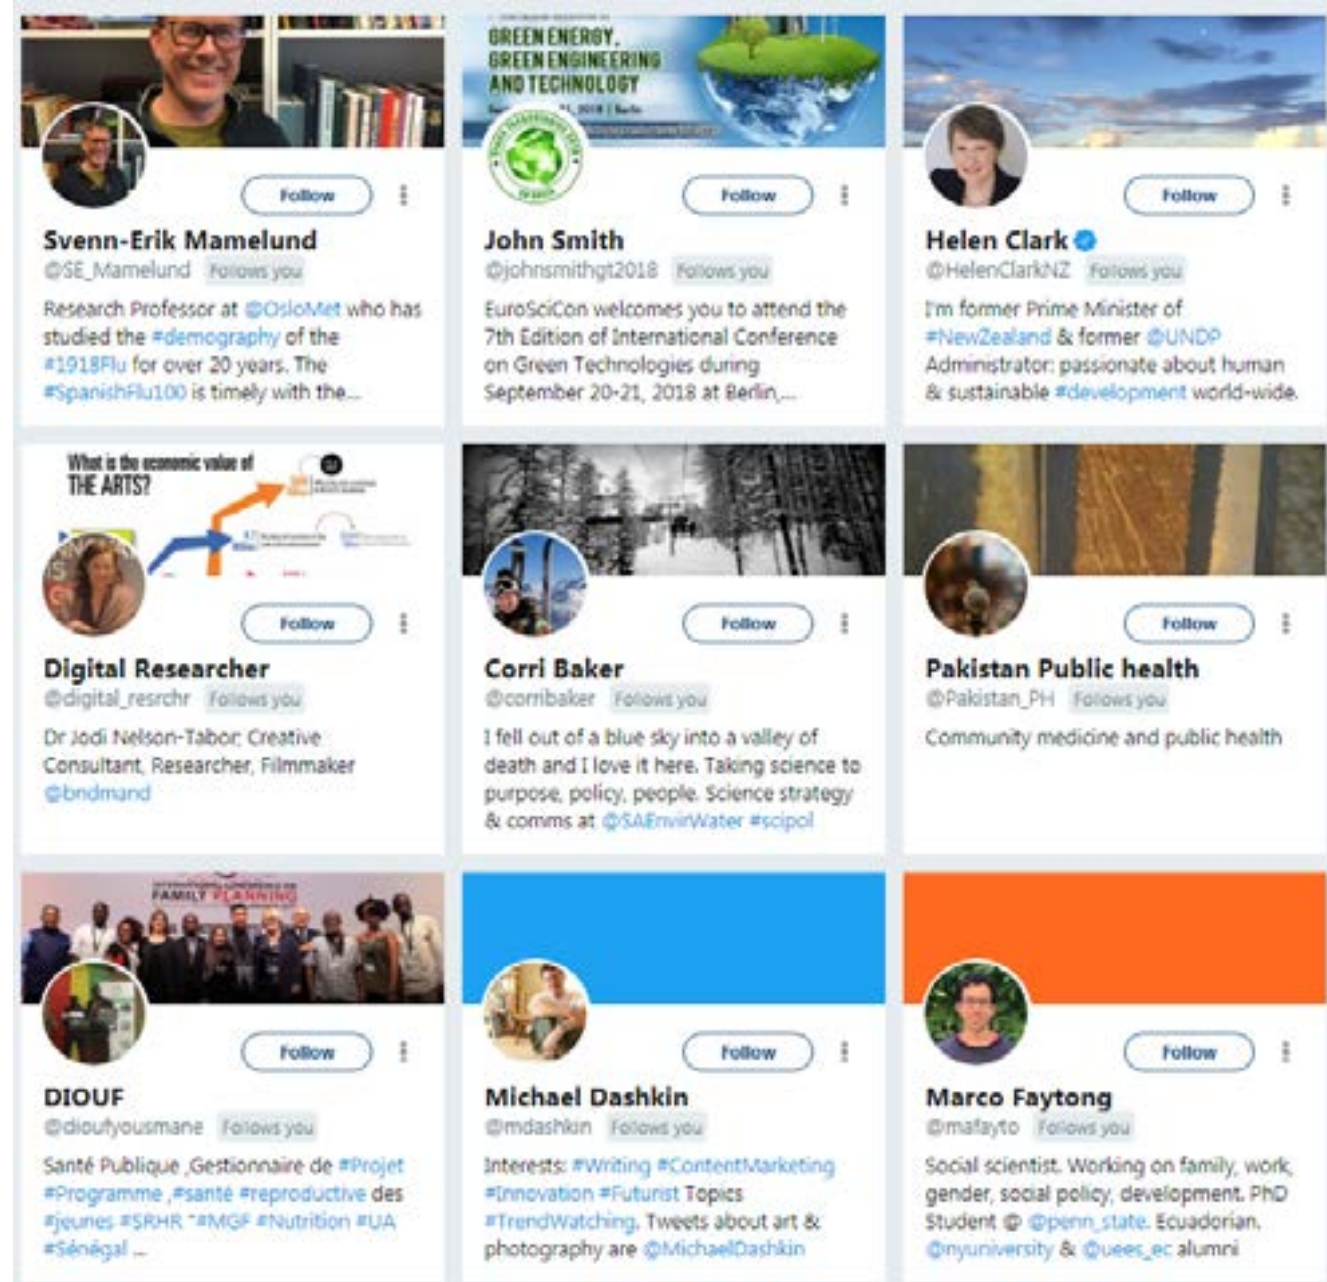 GREEN ENERGY,
GREEN ENGINEERING
AND TECHNOLOGY
Follow
Svenn-Erik Mamelund
@SE_Mamelund Follows you
Research Professor at @OsloMet who has
studied the #demography of the
#1918Flu for over 20 years. The
#SpanishFlu100 is timely with the...
Follow
John Smith
@johnsmithgt2018 Follows you
EuroSciCon welcomes you to attend the
7th Edition of International Conference
on Green Technologies during
September 20-21, 2018 at Berlin,...
Follow
Helen Clark
@HelenClarkNZ Follows you
I'm former Prime Minister of
#NewZealand & former @UNDP
Administrator: passionate about human
& sustainable #development world-wide.
What is the economic value of
THE ARTS?
Follow
Digital Researcher
@digital_resrchr Follows you
Dr Jodi Nelson-Tabor: Creative
Consultant, Researcher, Filmmaker
@bndmand
Follow
Corri Baker
@corribaker Follows you
I fell out of a blue sky into a valley of
death and I love it here. Taking science to
purpose, policy, people. Science strategy
& comms at @SAEnvirWater #scipol
Follow
Pakistan Public health
@Pakistan_PH Follows you
Community medicine and public health
INTERNATIONAL CONFERENCE ON
FAMILY PLANNING
Follow
DIOUF
@dioufyousmane Follows you
Santé Publique ,Gestionnaire de #Projet
#Programme ,#santé #reproductive des
#jeunes #SRHR "#MGF #Nutrition #UA
#Sénégal ...
Follow
Michael Dashkin
@mdashkin Follows you
Interests: #Writing #ContentMarketing
#Innovation #Futurist Topics
#TrendWatching. Tweets about art &
photography are @MichaelDashkin
Follow
Marco Faytong
@mafayto Follows you
Social scientist. Working on family, work,
gender, social policy, development. PhD
Student @ @penn_state. Ecuadorian.
@nyuniversity & @uees_ec alumni